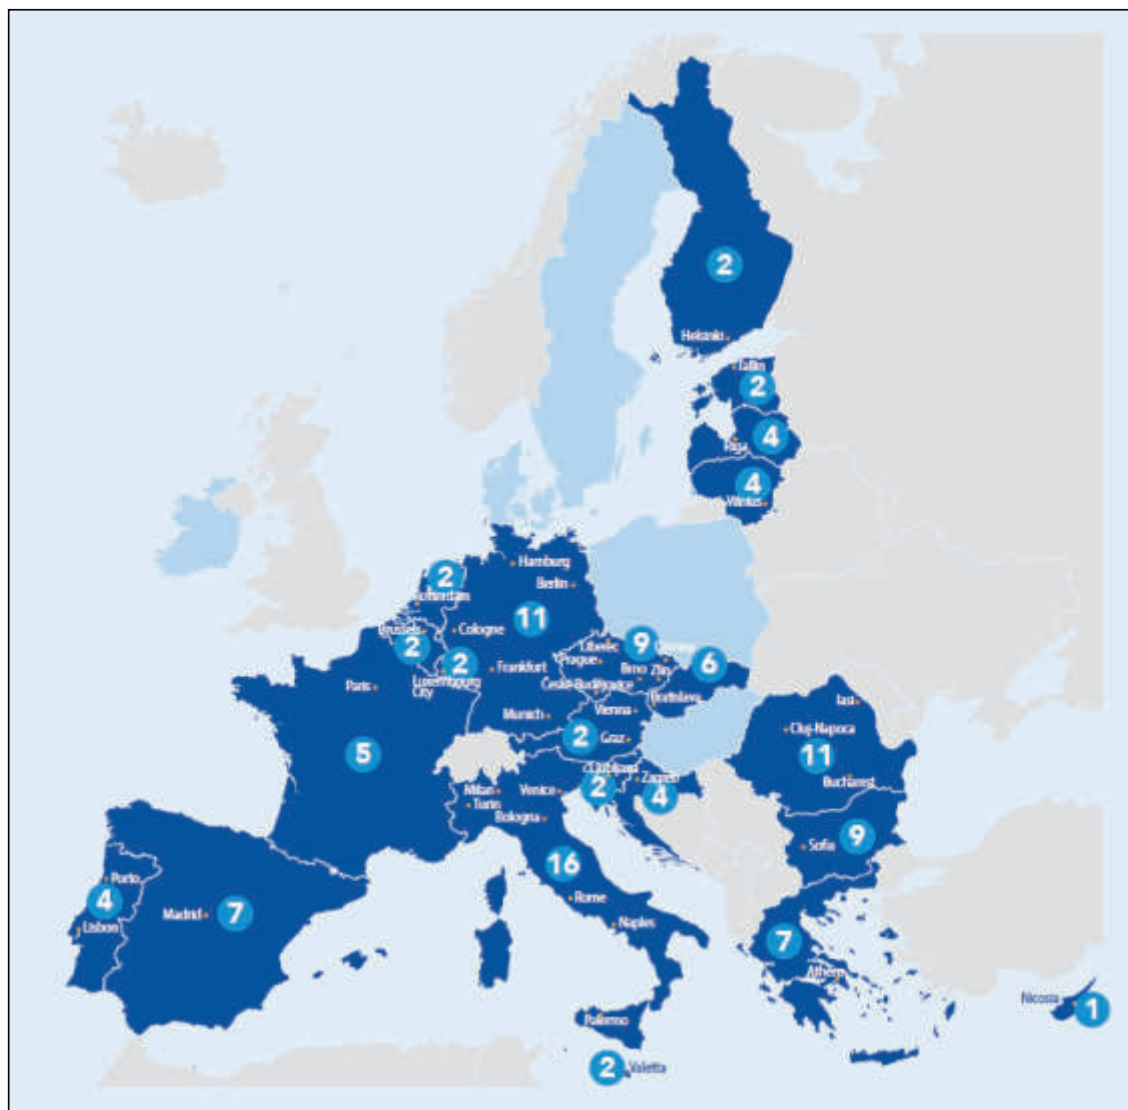 2
Helsinki
Tallin
2
4
Riga
4
Vilnius
Hamburg
2
Berlin
Rotterdam
11
Brussels
Cologne
2
Liberec
9
Prague
6
2
Frankfurt
Brno
Zlin
Luxembourg
City
Paris
České Budějovice
Bratislava
Iasi
Munich
Vienna
Cluj-Napoca
2
Graz
5
11
Ljubljana
Bucharest
Milan
Venice
2
Zagreb
4
Turin
Bologna
Sofia
9
16
Porto
4
Rome
Madrid
7
Lisbon
Naples
7
Athens
Nicosia
1
Palermo
2
Valetta